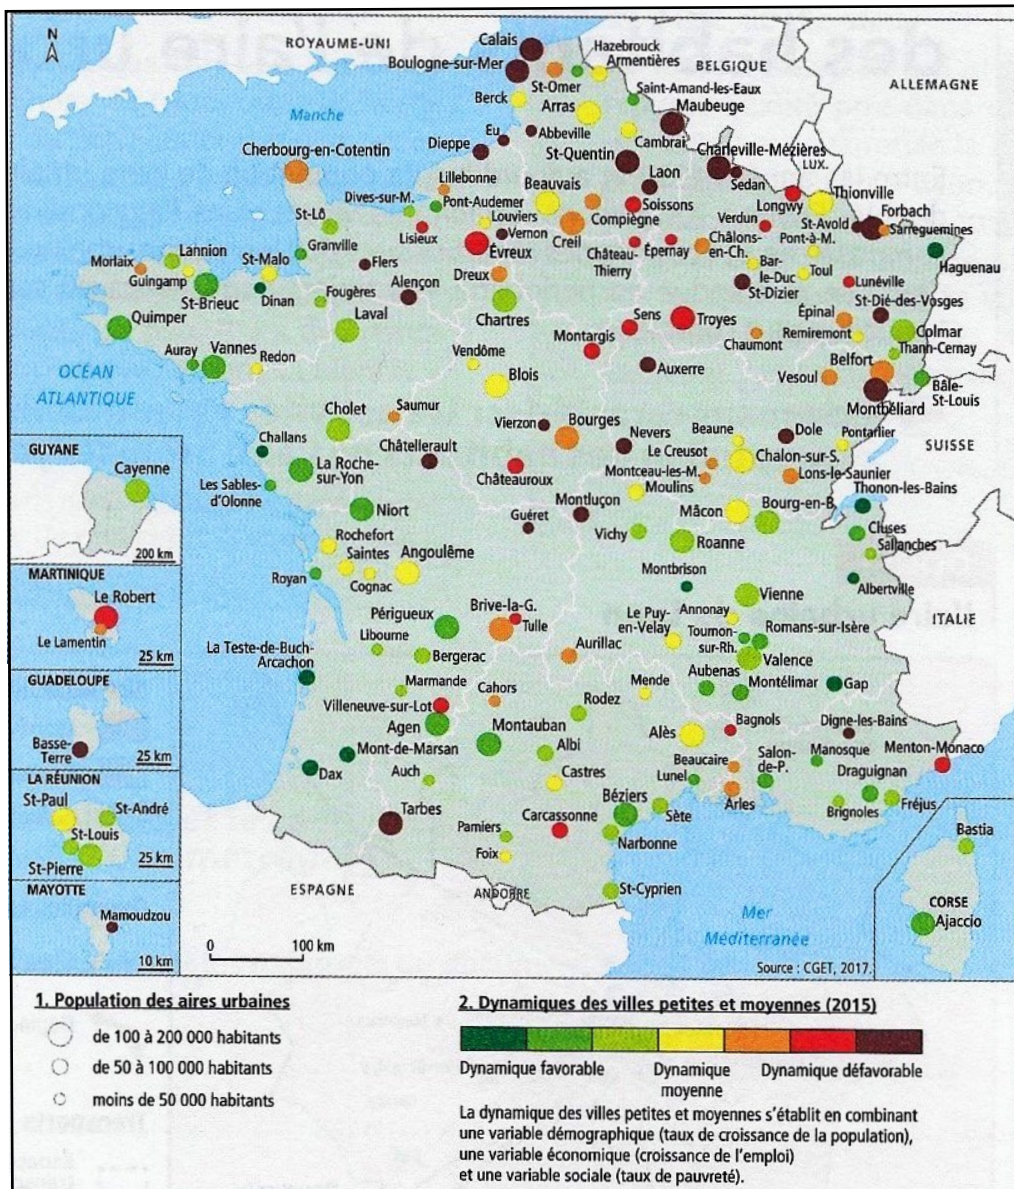 N
ROYAUME-UNI
Calais
Boulogne-sur-Mer
Hazebrouck
Armentières
BELGIQUE
ALLEMAGNE
St-Omer
Saint-Amand-les-Eaux
Berck
Arras
Maubeuge
Manche
Eu
Abbeville
Cambrai
Dieppe
St-Quentin
Charleville-Mézières
LUX.
Cherbourg-en-Cotentin
Lillebonne
Beauvais
Laon
Sedan
Thionville
Dives-sur-M.
Pont-Audemer
Soissons
Longwy
Forbach
St-Lô
Louviers
Compiègne
Verdun
St-Avold
Sarreguemines
Lisieux
Vernon
Creil
Granville
Évreux
Château-
Thierry
Épernay
Châlons-
en-Ch.
Pont-à-M.
Lannion
Morlaix
St-Malo
Flers
Dreux
Bar-
le-Duc
Toul
Haguenau
Guingamp
St-Brieuc
Dinan
Alençon
St-Dizier
Lunéville
Fougères
St-Dié-des-Vosges
Quimper
Laval
Chartres
Sens
Troyes
Épinal
Montargis
Chaumont
Remiremont
Colmar
Auray
Vannes
Redon
Vendôme
Thann-Cernay
Belfort
OCÉAN
ATLANTIQUE
Blois
Auxerre
Vesoul
Bâle-
St-Louis
Montbéliard
Cholet
Saumur
Vierzon
Bourges
Beaune
Dole
Pontarlier
Challans
Châtellerault
Nevers
Le Creusot
Chalon-sur-S.
SUISSE
GUYANE
Cayenne
200 km
La Roche-
sur-Yon
Châteauroux
Montceau-les-M.
Lons-le-Saunier
Les Sables-
d'Olonne
Moulins
Thonon-les-Bains
Montluçon
Niort
Guéret
Mâcon
Bourg-en-B.
Rochefort
Vichy
Cluses
Saintes
Angoulême
Roanne
Sallanches
MARTINIQUE
Le Robert
Le Lamentin
25 km
Royan
Cognac
Montbrison
Albertville
Vienne
Périgueux
Brive-la-G.
Annonay
ITALIE
Tulle
Le Puy-
en-Velay
Tournon-
sur-Rh.
Romans-sur-Isère
La Teste-de-Buch-
Arcachon
Libourne
Aurillac
Bergerac
Valence
Aubenas
GUADELOUPE
Basse-
Terre
25 km
Marmande
Cahors
Mende
Montélimar
Gap
Villeneuve-sur-Lot
Rodez
Agen
Montauban
Bagnols
Digne-les-Bains
Mont-de-Marsan
Alès
Albi
Beaucaire
Salon-
de-P.
Manosque
Menton-Monaco
Dax
Auch
Castres
Lunel
Draguignan
LA RÉUNION
St-Paul
St-André
St-Louis
St-Pierre
25 km
Béziers
Arles
Tarbes
Carcassonne
Sète
Brignoles
Fréjus
Pamiers
Narbonne
Bastia
Foix
MAYOTTE
Mamoudzou
10 km
ESPAGNE
ANDORRE
St-Cyprien
CORSE
Ajaccio
Mer
Méditerranée
0
100 km
Source : CGET, 2017.
1. Population des aires urbaines
de 100 à 200 000 habitants
de 50 à 100 000 habitants
moins de 50 000 habitants
2. Dynamiques des villes petites et moyennes (2015)
Dynamique favorable
Dynamique
moyenne
Dynamique défavorable
La dynamique des villes petites et moyennes s'établit en combinant
une variable démographique (taux de croissance de la population),
une variable économique (croissance de l'emploi)
et une variable sociale (taux de pauvreté).